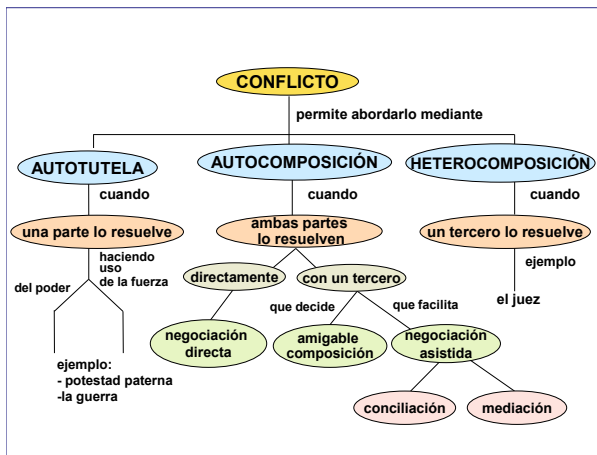 CONFLICTO
permite abordarlo mediante
AUTOTUTELA
AUTOCOMPOSICIÓN
HETEROCOMPOSICIÓN
cuando
cuando
cuando
una parte lo resuelve
ambas partes
lo resuelven
un tercero lo resuelve
del poder
haciendo
uso
de la fuerza
directamente
con un tercero
ejemplo
el juez
que decide
que facilita
negociación
directa
amigable
composición
negociación
asistida
ejemplo:
- potestad paterna
-la guerra
conciliación
mediación